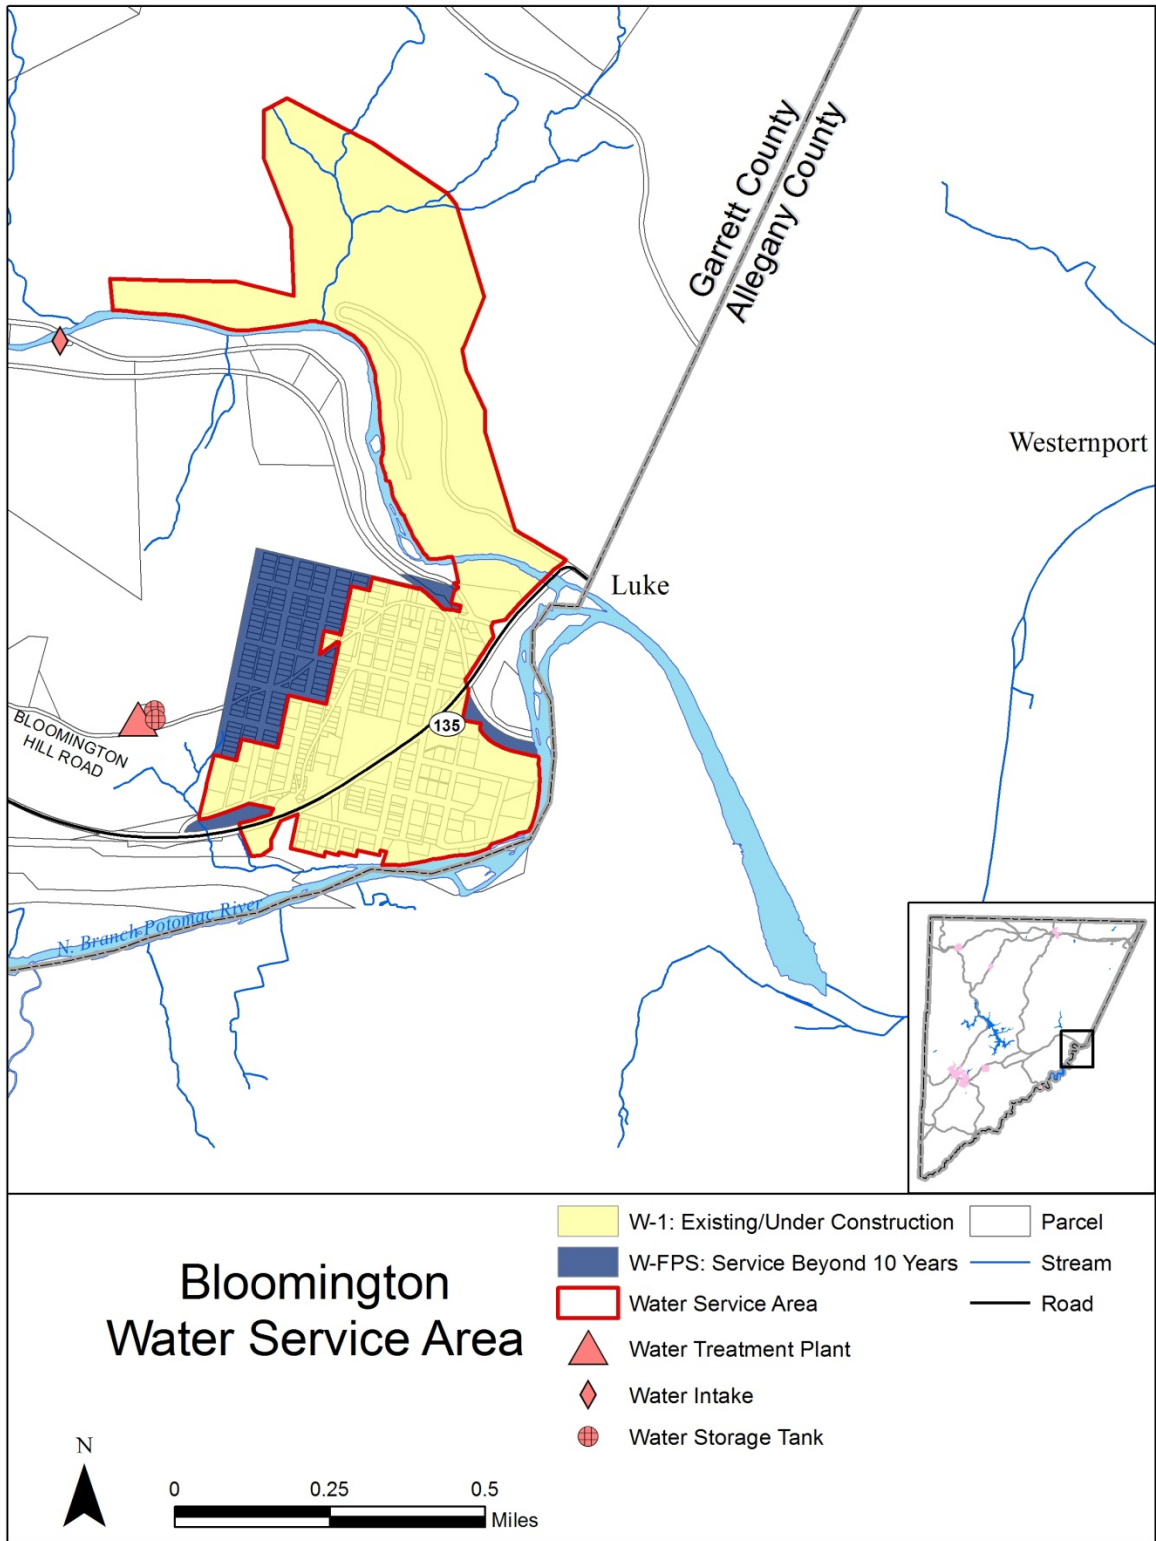 Garrett County
Allegany County
Westernport
Luke
135
BLOOMINGTON
HILL ROAD
N. Branch Potomac River
Bloomington
Water Service Area
W-1: Existing/Under Construction
W-FPS: Service Beyond 10 Years
Water Service Area
Water Treatment Plant
Water Intake
Water Storage Tank
Parcel
Stream
Road
N
0 0.25 0.5
Miles